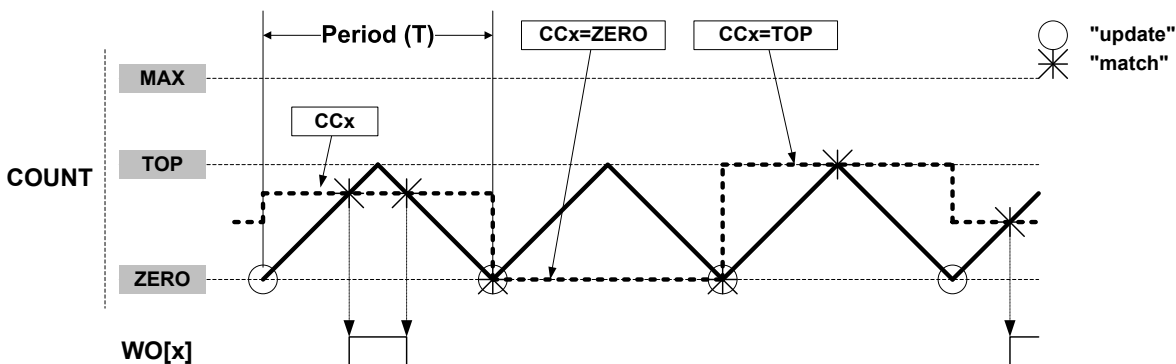 Period (T)
CCx=ZERO
CCx=TOP
"update"
"match"
MAX
CCx
TOP
COUNT
ZERO
WO[x]